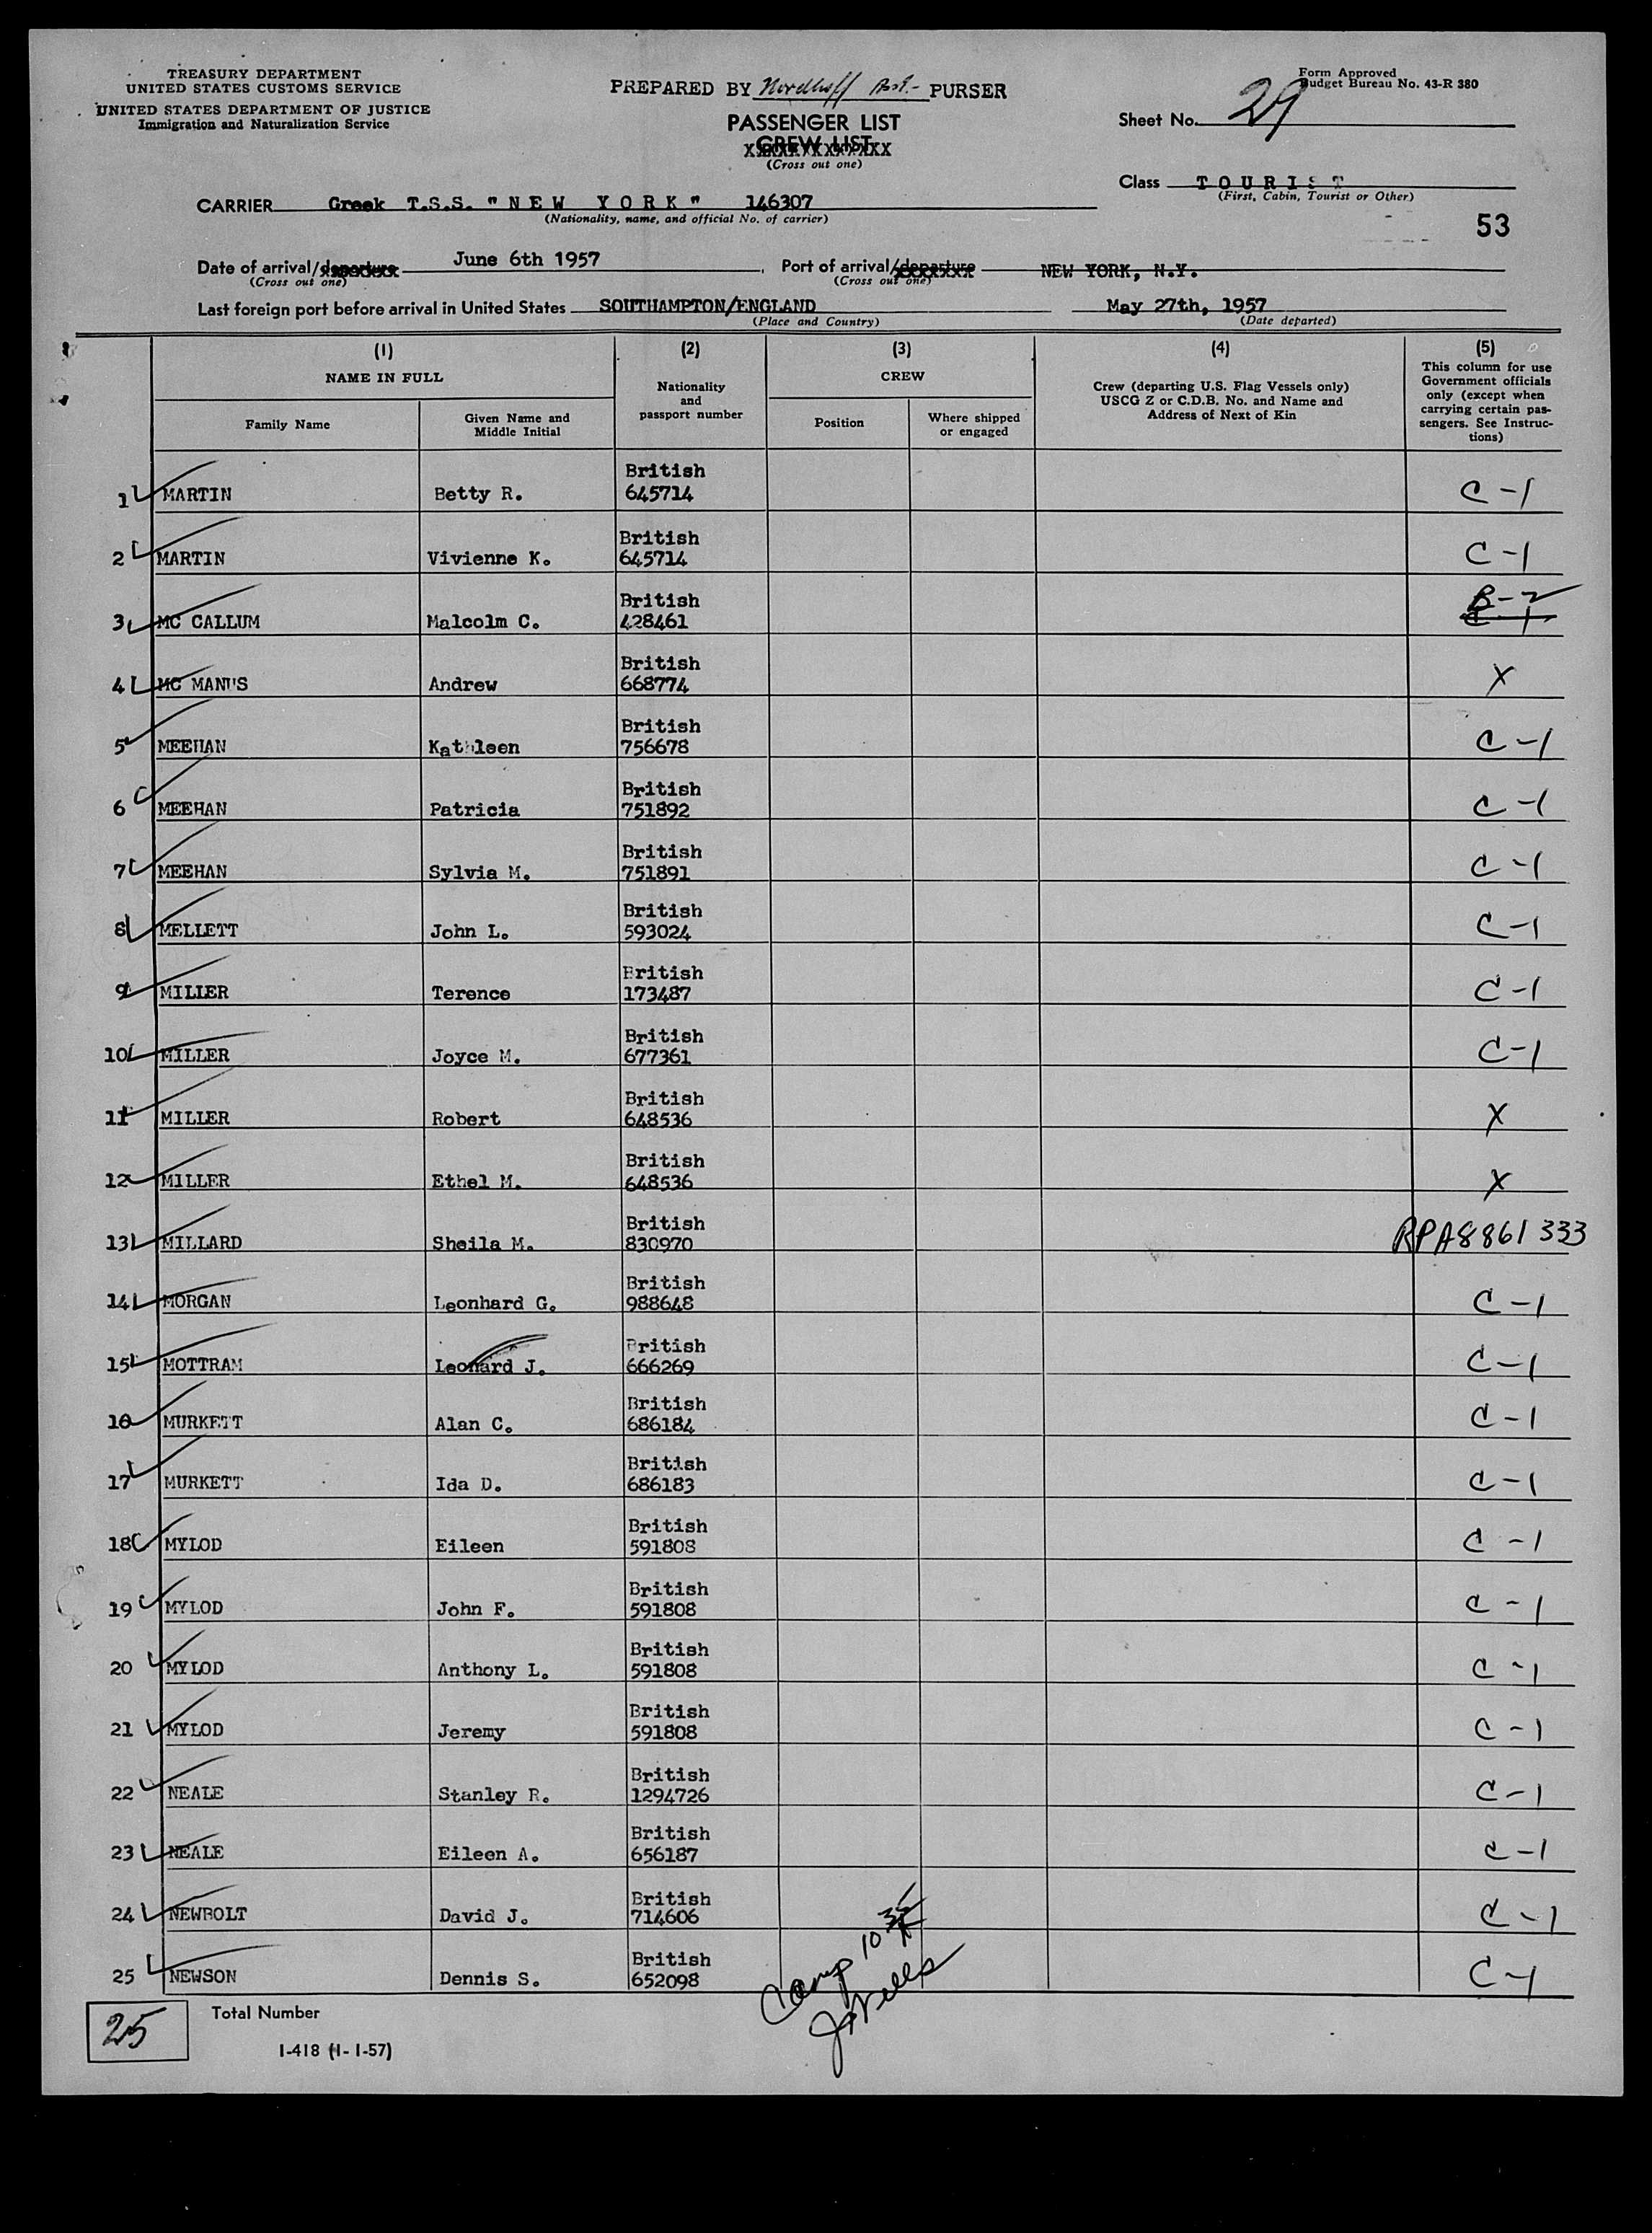 TREASURY DEPARTMENT
UNITED STATES CUSTOMS SERVICE
UNITED STATES DEPARTMENT OF JUSTICE
Immigration and Naturalization Service
PREPARED BY PURSER
PASSENGER LIST
CREW LIST
(Cross out one)
Form Approved
Budget Bureau No. 43-R 380
Sheet No. 29
Class TOURIST
(First, Cabin, Tourist or Other)
53
CARRIER Greek T.S.S. "NEW YORK" 146307
(Nationality, name, and official No. of carrier)
Date of arrival/departure June 6th 1957
(Cross out one)
Port of arrival/departure NEW YORK, N.Y.
(Cross out one)
Last foreign port before arrival in United States SOUTHAMPTON/ENGLAND May 27th, 1957
(Place and Country) (Date departed)
(1) (2) (3) (4) (5)
NAME IN FULL
Family Name
Given Name and
Middle Initial
Nationality
and
passport number
CREW
Position
Where shipped
or engaged
Crew (departing U.S. Flag Vessels only)
USCG Z or C.D.B. No. and Name and
Address of Next of Kin
This column for use
Government officials
only (except when
carrying certain pas-
sengers. See Instruc-
tions)
British
1 MARTIN Betty R. 645714 C-1
British
2 MARTIN Vivienne K. 645714 C-1
British B-2
3 MC CALLUM Malcolm C. 428461 C-1
British
4 MC MANUS Andrew 668774 X
British
5 MEEHAN Kathleen 756678 C-1
British
6 MEEHAN Patricia 751892 C-1
British
7 MEEHAN Sylvia M. 751891 C-1
British
8 MELLETT John L. 593024 C-1
British
9 MILLER Terence 173487 C-1
British
10 MILLER Joyce M. 677361 C-1
British
11 MILLER Robert 648536 X
British
12 MILLER Ethel M. 648536 X
British
13 MILLARD Sheila M. 830970 RPA8861333
British
14 MORGAN Leonhard G. 988648 C-1
British
15 MOTTRAM Leonard J. 666269 C-1
British
16 MURKETT Alan C. 686184 C-1
British
17 MURKETT Ida D. 686183 C-1
British
18 MYLOD Eileen 591808 C-1
British
19 MYLOD John F. 591808 C-1
British
20 MYLOD Anthony L. 591808 C-1
British
21 MYLOD Jeremy 591808 C-1
British
22 NEALE Stanley R. 1294726 C-1
British
23 NEALE Eileen A. 656187 C-1
British
24 NEWBOLT David J. 714606 C-1
British
25 NEWSON Dennis S. 652098 C-1
25 Total Number
I-418 (1-1-57)